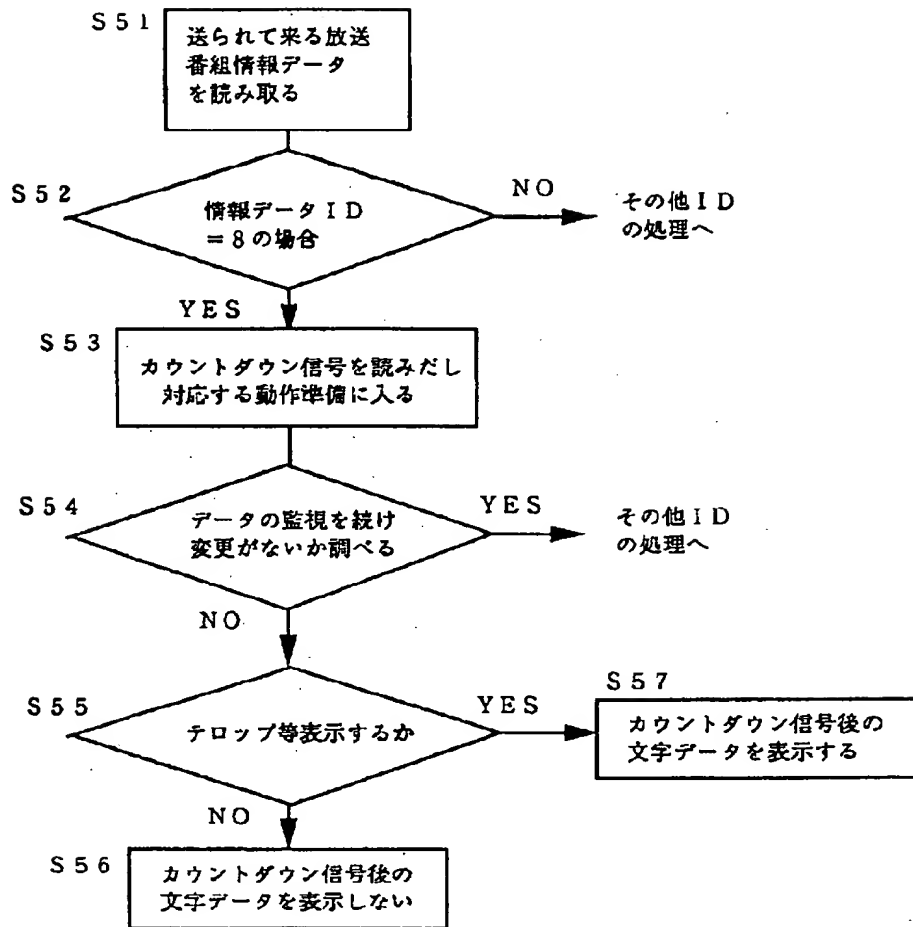 S51
送られて来る放送
番組情報データ
を読み取る
S52
情報データID
=8の場合
NO
その他ID
の処理へ
YES
S53
カウントダウン信号を読みだし
対応する動作準備に入る
S54
データの監視を続け
変更がないか調べる
YES
その他ID
の処理へ
NO
S55
テロップ等表示するか
YES
S57
カウントダウン信号後の
文字データを表示する
NO
S56
カウントダウン信号後の
文字データを表示しない